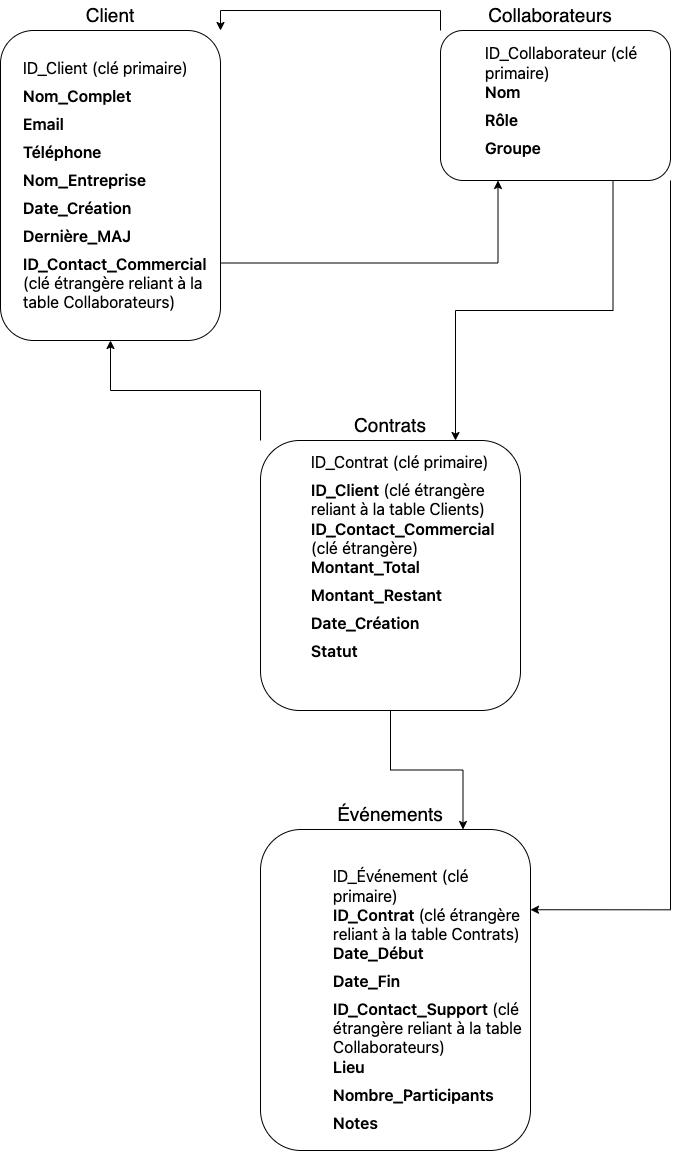 Client
ID_Client (clé primaire)
Nom_Complet
Email
Téléphone
Nom_Entreprise
Date_Création
Dernière_MAJ
ID_Contact_Commercial
(clé étrangère reliant à la
table Collaborateurs)
Collaborateurs
ID_Collaborateur (clé
primaire)
Nom
Rôle
Groupe
Contrats
ID_Contrat (clé primaire)
ID_Client (clé étrangère
reliant à la table Clients)
ID_Contact_Commercial
(clé étrangère)
Montant_Total
Montant_Restant
Date_Création
Statut
Événements
ID_Événement (clé
primaire)
ID_Contrat (clé étrangère
reliant à la table Contrats)
Date_Début
Date_Fin
ID_Contact_Support (clé
étrangère reliant à la table
Collaborateurs)
Lieu
Nombre_Participants
Notes